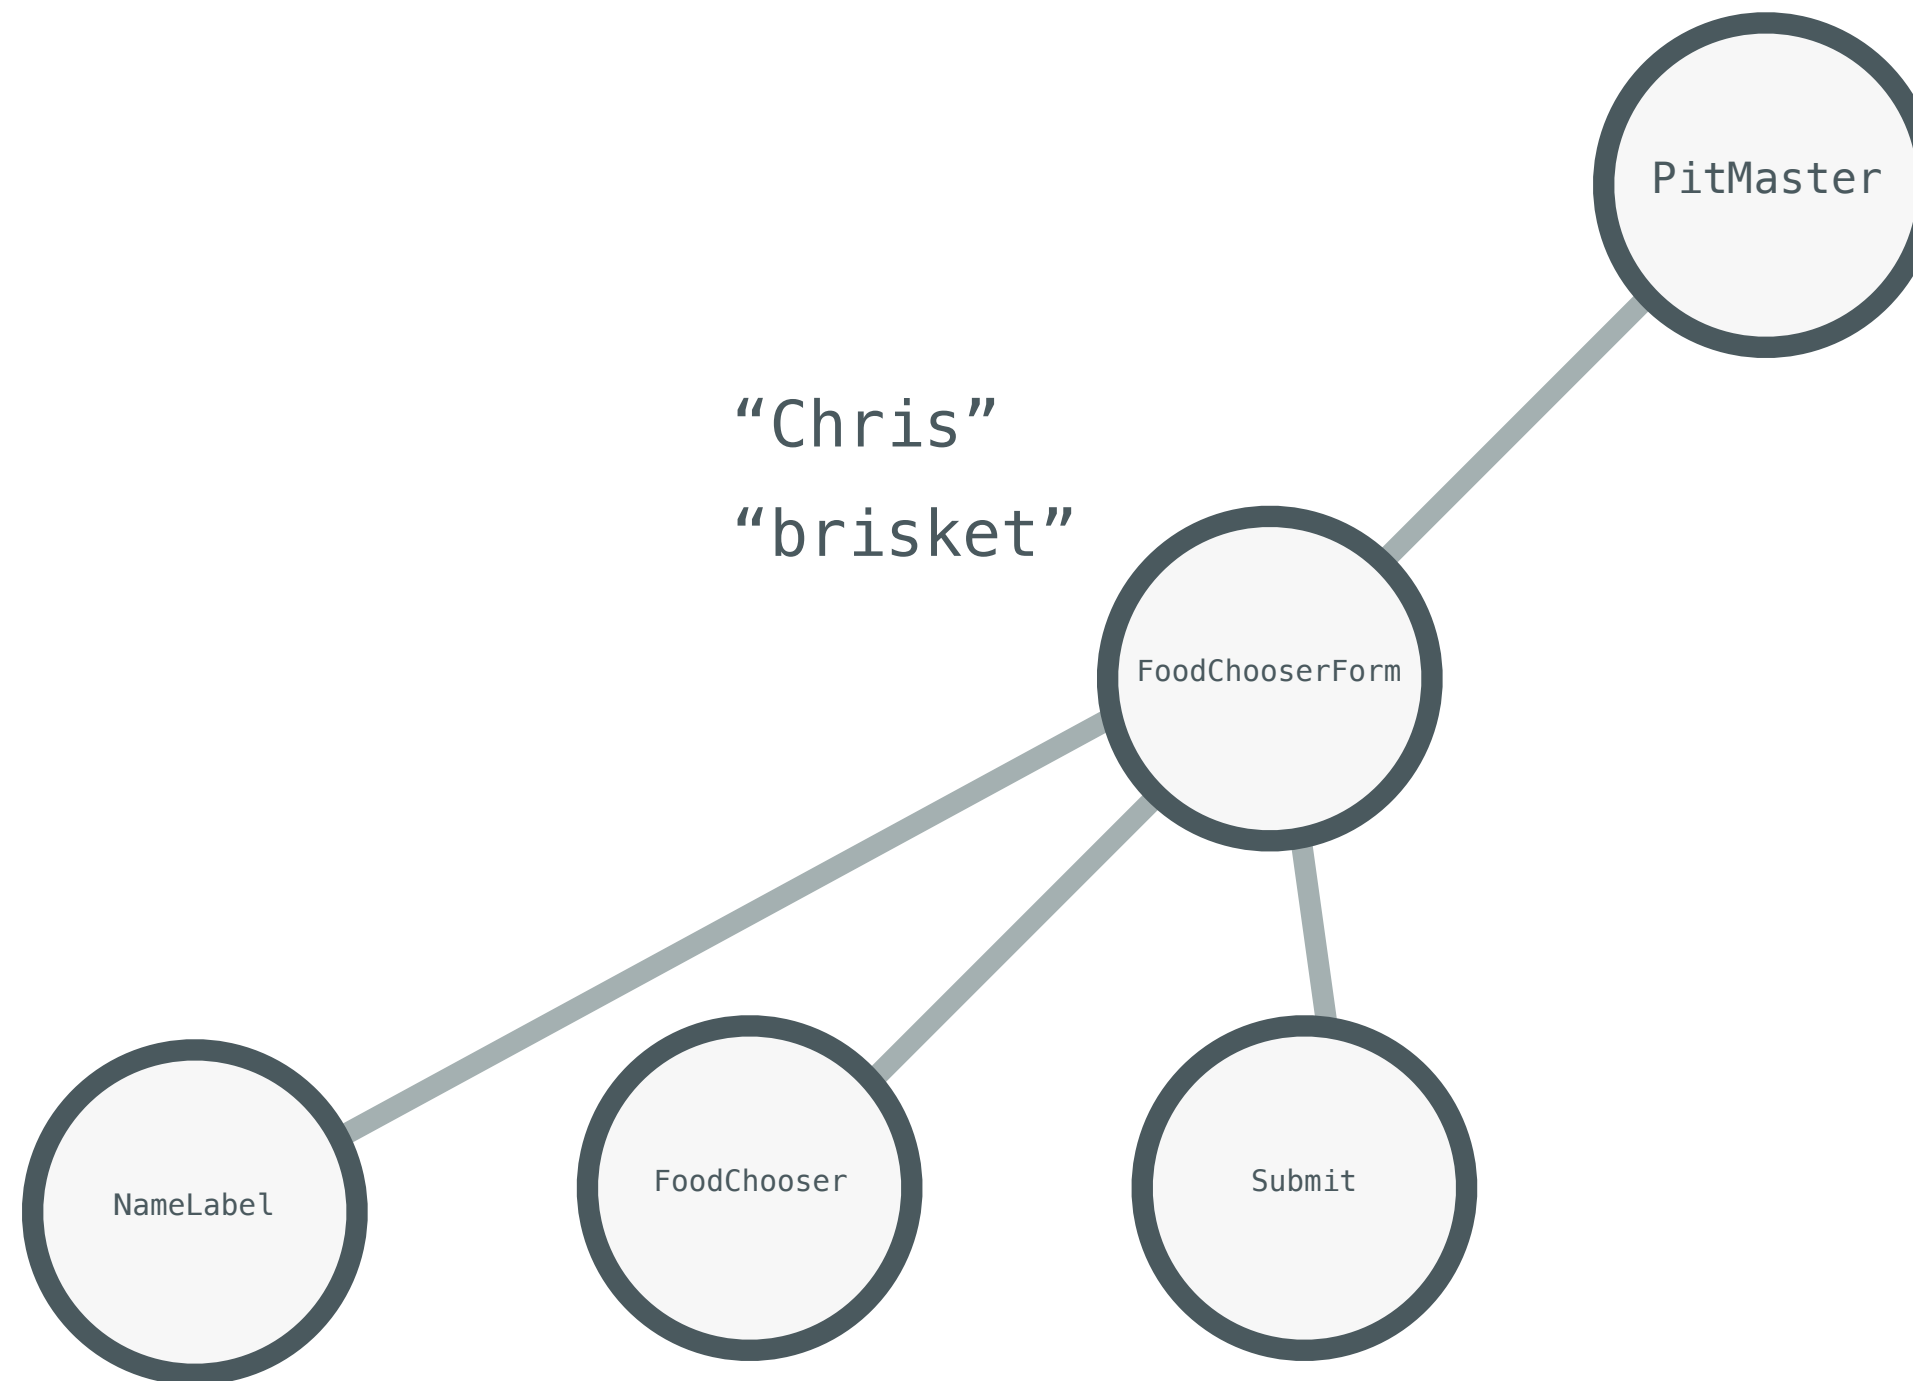 PitMaster
“Chris”
“brisket”
FoodChooserForm
NameLabel
FoodChooser
Submit